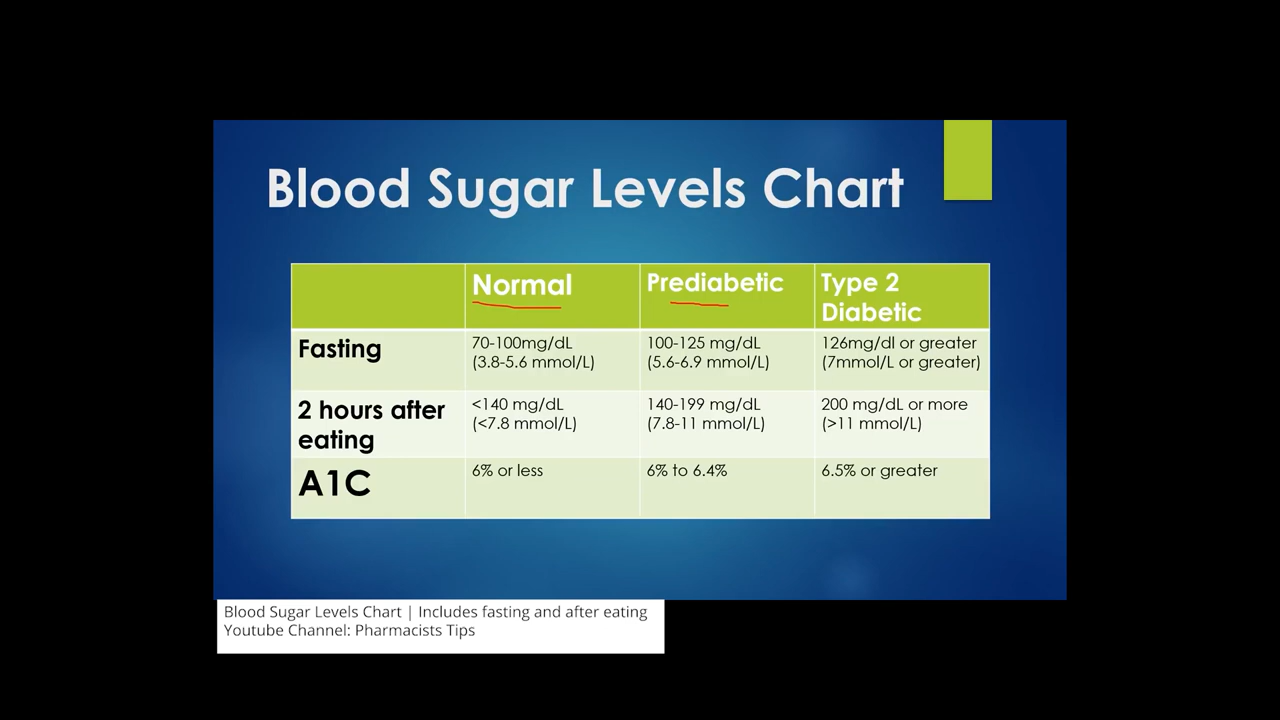 Blood Sugar Levels Chart
Normal
Prediabetic
Type 2
Diabetic
Fasting
70-100mg/dL
(3.8-5.6 mmol/L)
100-125 mg/dL
(5.6-6.9 mmol/L)
126mg/dl or greater
(7mmol/L or greater)
2 hours after
eating
<140 mg/dL
(<7.8 mmol/L)
140-199 mg/dL
(7.8-11 mmol/L)
200 mg/dL or more
(>11 mmol/L)
A1C
6% or less
6% to 6.4%
6.5% or greater
Blood Sugar Levels Chart | Includes fasting and after eating
Youtube Channel: Pharmacists Tips